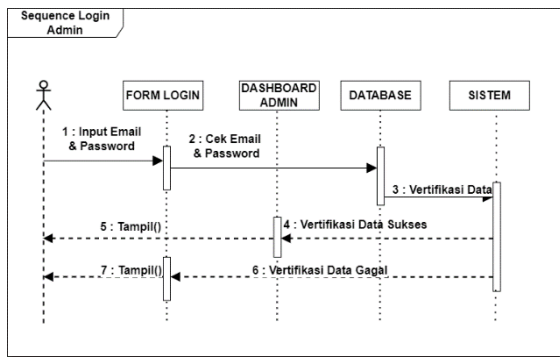 Sequence Login
Admin
FORM LOGIN
DASHBOARD
ADMIN
DATABASE
SISTEM
1 : Input Email
& Password
2 : Cek Email
& Password
3 : Vertifikasi Data
5 : Tampil()
4 : Vertifikasi Data Sukses
7 : Tampil()
6 : Vertifikasi Data Gagal